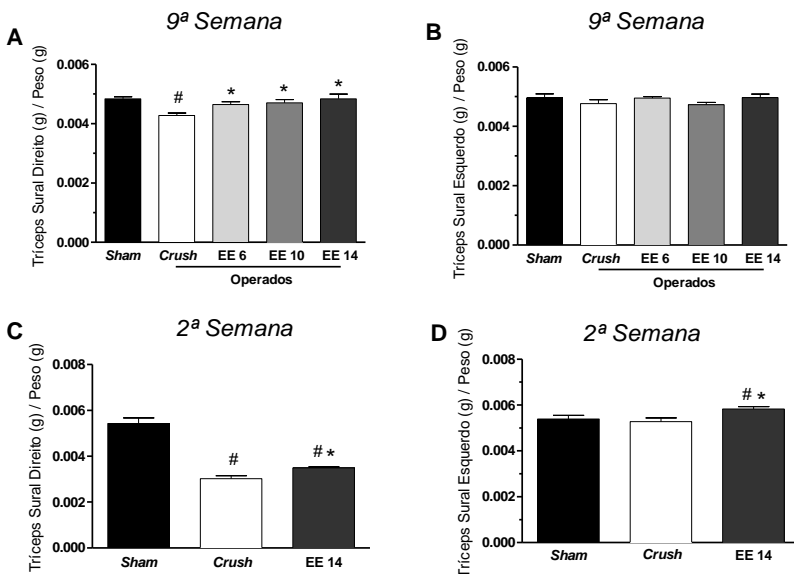 A
9ª Semana
Tríceps Sural Direito (g) / Peso (g)
0.006
0.004
0.002
0.000
#
*
*
*
Sham
Crush
EE 6
EE 10
EE 14
Operados
B
9ª Semana
Tríceps Sural Esquerdo (g) / Peso (g)
0.006
0.004
0.002
0.000
Sham
Crush
EE 6
EE 10
EE 14
Operados
C
2ª Semana
Tríceps Sural Direito (g) / Peso (g)
0.008
0.006
0.004
0.002
0.000
#
# *
Sham
Crush
EE 14
D
2ª Semana
Tríceps Sural Esquerdo (g) / Peso (g)
0.008
0.006
0.004
0.002
0.000
# *
Sham
Crush
EE 14